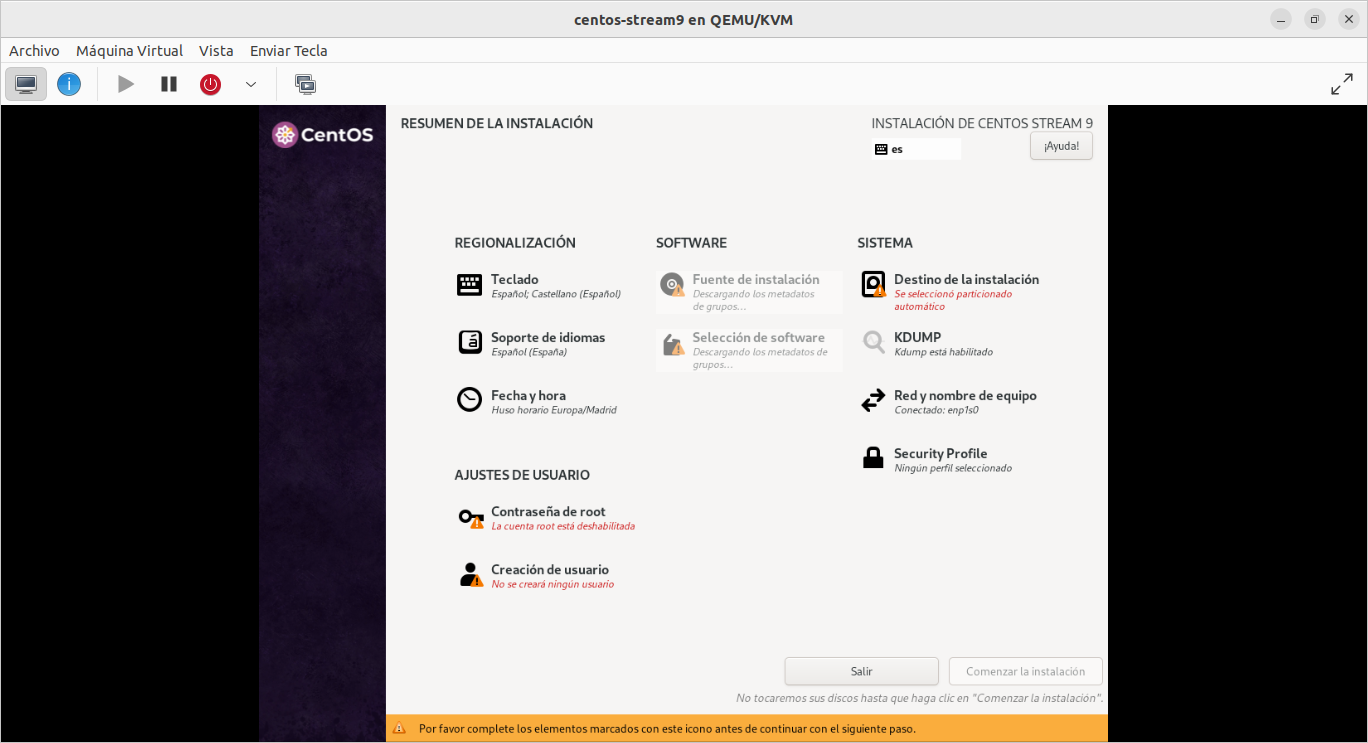 centos-stream9 en QEMU/KVM
Archivo Máquina Virtual Vista Enviar Tecla
CentOS
RESUMEN DE LA INSTALACIÓN
INSTALACIÓN DE CENTOS STREAM 9
es
¡Ayuda!
REGIONALIZACIÓN
Teclado
Español; Castellano (Español)
Soporte de idiomas
Español (España)
Fecha y hora
Huso horario Europa/Madrid
SOFTWARE
Fuente de instalación
Descargando los metadatos
de grupos...
Selección de software
Descargando los metadatos de
grupos...
SISTEMA
Destino de la instalación
Se seleccionó particionado
automático
KDUMP
Kdump está habilitado
Red y nombre de equipo
Conectado: enp1s0
Security Profile
Ningún perfil seleccionado
AJUSTES DE USUARIO
Contraseña de root
La cuenta root está deshabilitada
Creación de usuario
No se creará ningún usuario
Salir
Comenzar la instalación
No tocaremos sus discos hasta que haga clic en "Comenzar la instalación".
Por favor complete los elementos marcados con este icono antes de continuar con el siguiente paso.